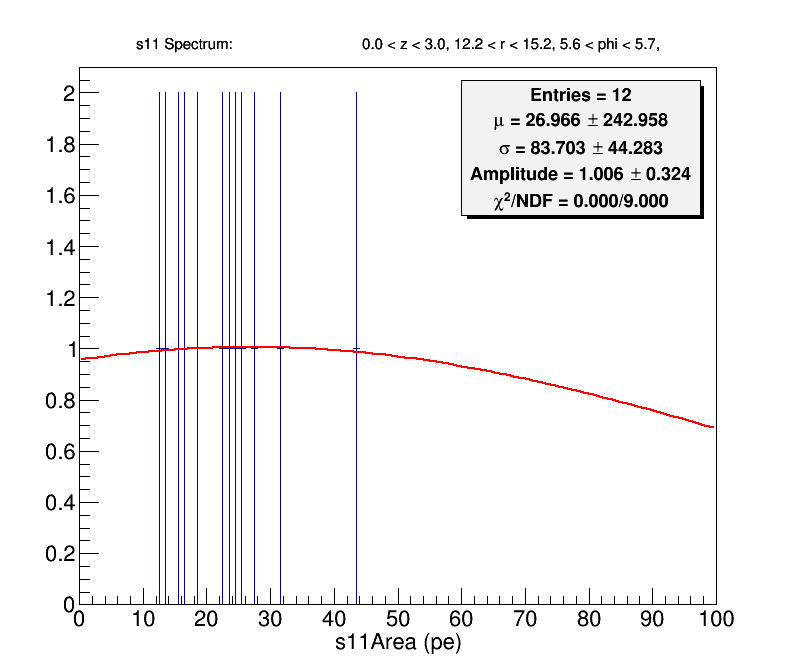 s11 Spectrum: 0.0 < z < 3.0, 12.2 < r < 15.2, 5.6 < phi < 5.7,
Entries = 12
μ = 26.966 ± 242.958
σ = 83.703 ± 44.283
Amplitude = 1.006 ± 0.324
χ²/NDF = 0.000/9.000
2
1.8
1.6
1.4
1.2
1
0.8
0.6
0.4
0.2
0
0 10 20 30 40 50 60 70 80 90 100
s11Area (pe)